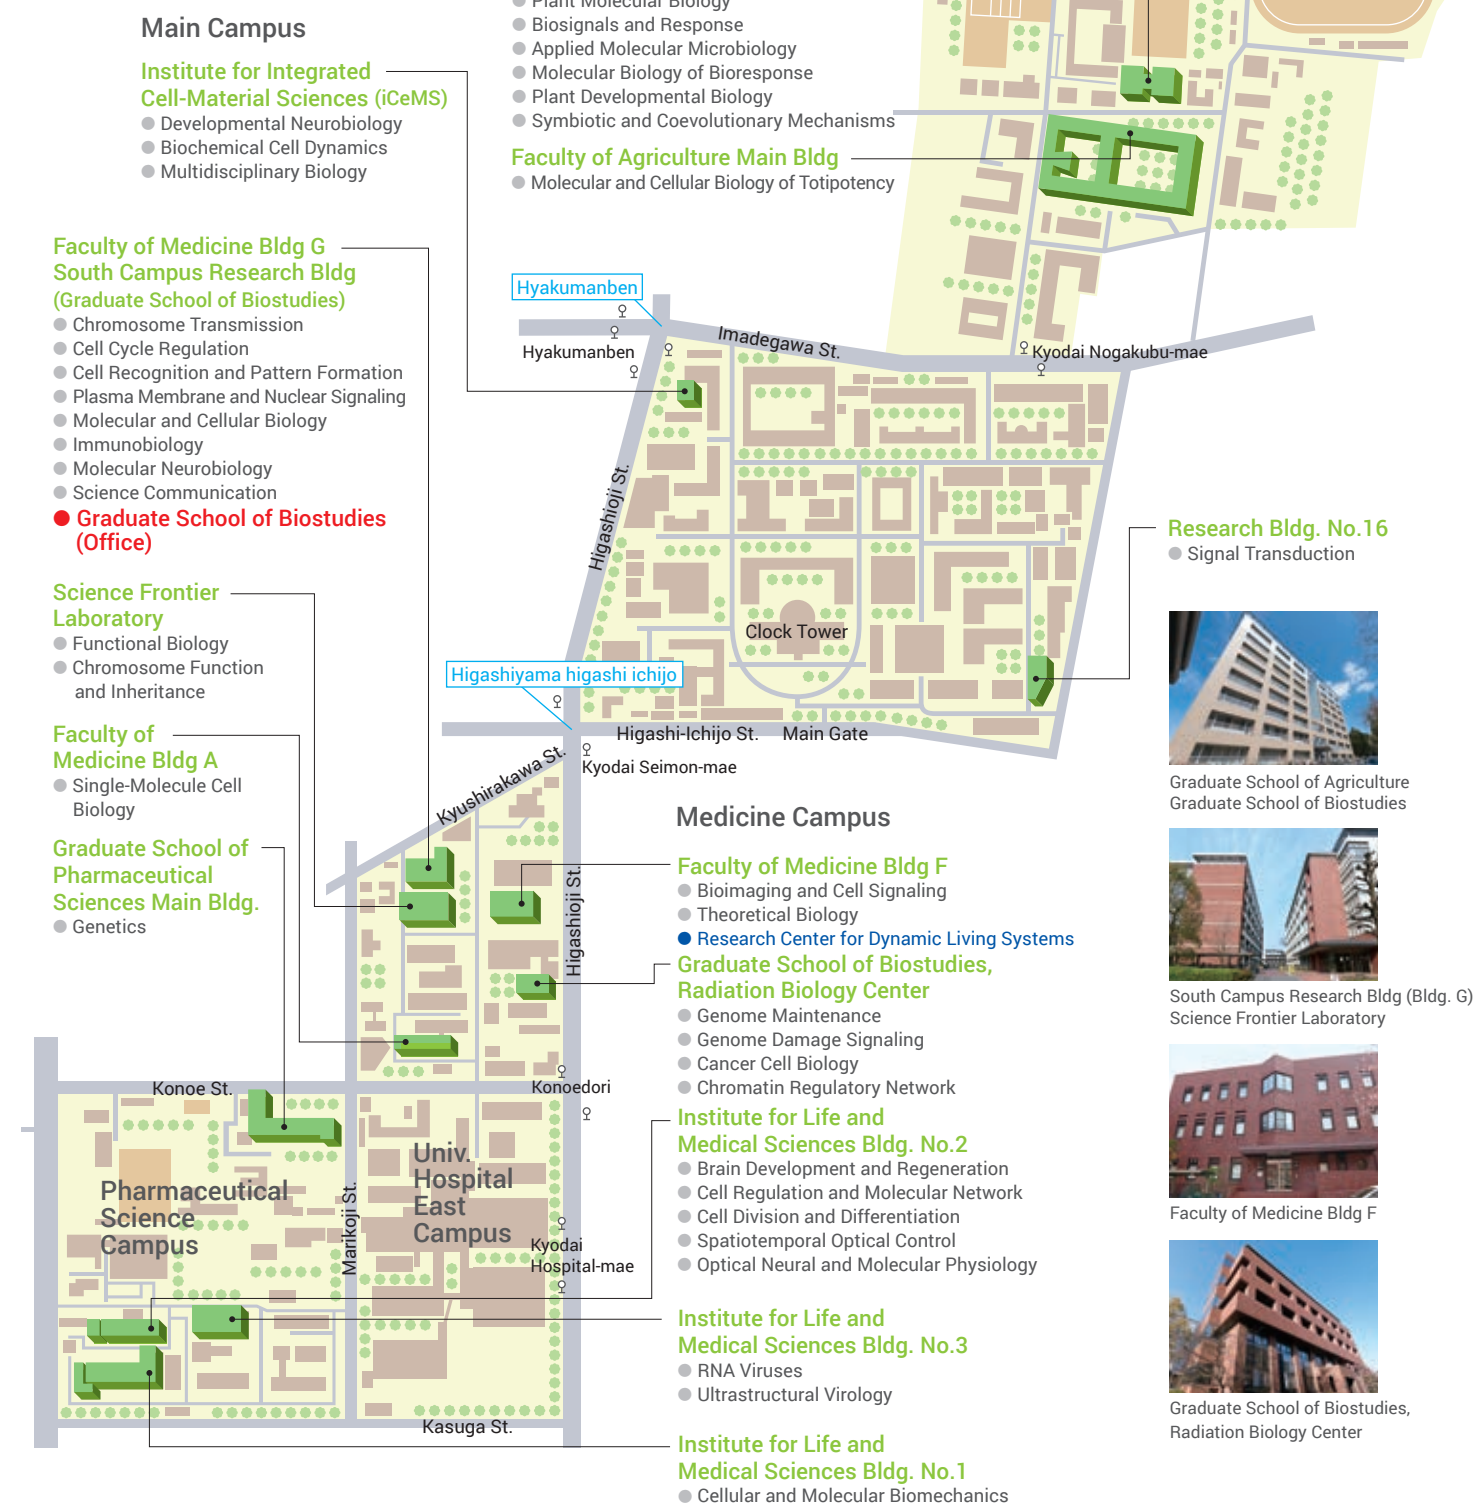 Main Campus
Institute for Integrated
Cell-Material Sciences (iCeMS)
Developmental Neurobiology
Biochemical Cell Dynamics
Multidisciplinary Biology
Plant Molecular Biology
Biosignals and Response
Applied Molecular Microbiology
Molecular Biology of Bioresponse
Plant Developmental Biology
Symbiotic and Coevolutionary Mechanisms
Faculty of Agriculture Main Bldg
Molecular and Cellular Biology of Totipotency
Faculty of Medicine Bldg G
South Campus Research Bldg
(Graduate School of Biostudies)
Chromosome Transmission
Cell Cycle Regulation
Cell Recognition and Pattern Formation
Plasma Membrane and Nuclear Signaling
Molecular and Cellular Biology
Immunobiology
Molecular Neurobiology
Science Communication
Graduate School of Biostudies
(Office)
Science Frontier
Laboratory
Functional Biology
Chromosome Function
and Inheritance
Faculty of
Medicine Bldg A
Single-Molecule Cell
Biology
Graduate School of
Pharmaceutical
Sciences Main Bldg.
Genetics
Hyakumanben
Hyakumanben
Imadegawa St.
Kyodai Nogakubu-mae
Higashioji St.
Clock Tower
Higashiyama higashi ichijo
Higashi-Ichijo St.
Main Gate
Kyodai Seimon-mae
Kyushirakawa St.
Research Bldg. No.16
Signal Transduction
Graduate School of Agriculture
Graduate School of Biostudies
South Campus Research Bldg (Bldg. G)
Science Frontier Laboratory
Faculty of Medicine Bldg F
Graduate School of Biostudies,
Radiation Biology Center
Medicine Campus
Faculty of Medicine Bldg F
Bioimaging and Cell Signaling
Theoretical Biology
Research Center for Dynamic Living Systems
Graduate School of Biostudies,
Radiation Biology Center
Genome Maintenance
Genome Damage Signaling
Cancer Cell Biology
Chromatin Regulatory Network
Institute for Life and
Medical Sciences Bldg. No.2
Brain Development and Regeneration
Cell Regulation and Molecular Network
Cell Division and Differentiation
Spatiotemporal Optical Control
Optical Neural and Molecular Physiology
Institute for Life and
Medical Sciences Bldg. No.3
RNA Viruses
Ultrastructural Virology
Institute for Life and
Medical Sciences Bldg. No.1
Cellular and Molecular Biomechanics
Higashioji St.
Konoe St.
Konoedori
Pharmaceutical
Science
Campus
Marikoji St.
Univ.
Hospital
East
Campus
Kyodai
Hospital-mae
Kasuga St.